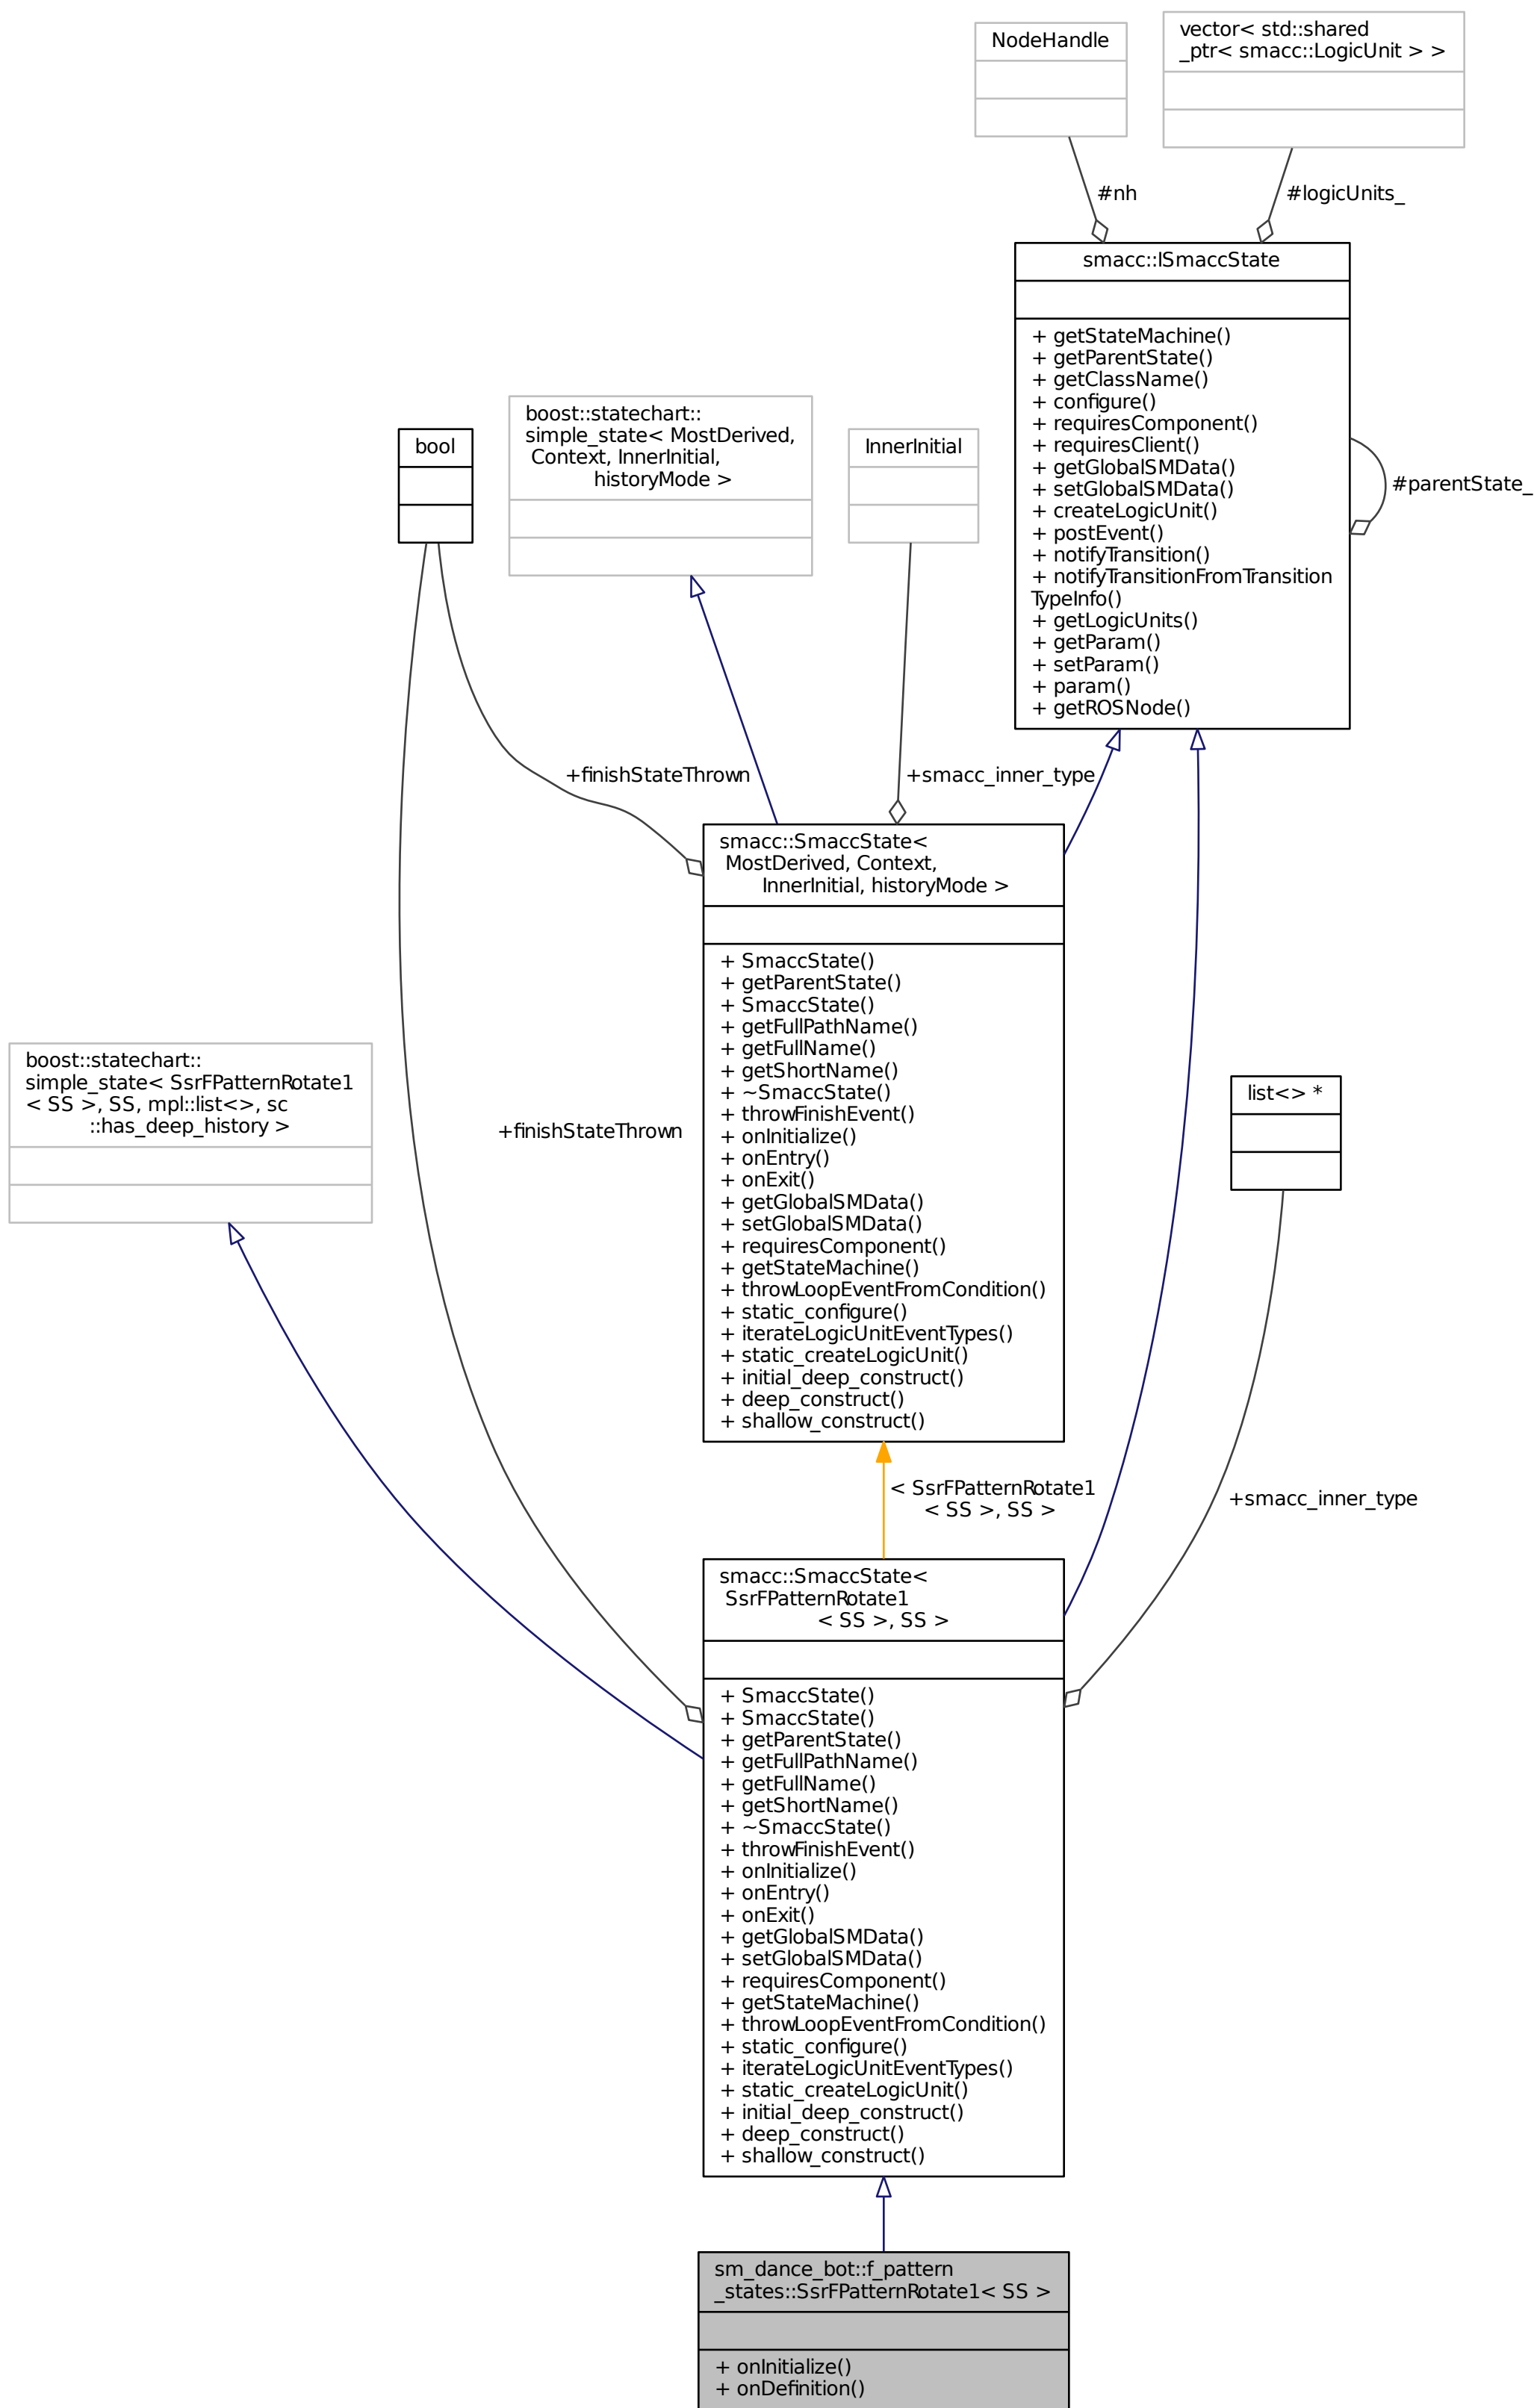 NodeHandle
vector< std::shared
_ptr< smacc::LogicUnit > >
#nh
#logicUnits_
smacc::ISmaccState
+ getStateMachine()
+ getParentState()
+ getClassName()
+ configure()
+ requiresComponent()
+ requiresClient()
+ getGlobalSMData()
+ setGlobalSMData()
+ createLogicUnit()
+ postEvent()
+ notifyTransition()
+ notifyTransitionFromTransition
TypeInfo()
+ getLogicUnits()
+ getParam()
+ setParam()
+ param()
+ getROSNode()
#parentState_
bool
boost::statechart::
simple_state< MostDerived,
Context, InnerInitial,
historyMode >
InnerInitial
+finishStateThrown
+smacc_inner_type
smacc::SmaccState<
MostDerived, Context,
InnerInitial, historyMode >
+ SmaccState()
+ getParentState()
+ SmaccState()
+ getFullPathName()
+ getFullName()
+ getShortName()
+ ~SmaccState()
+ throwFinishEvent()
+ onInitialize()
+ onEntry()
+ onExit()
+ getGlobalSMData()
+ setGlobalSMData()
+ requiresComponent()
+ getStateMachine()
+ throwLoopEventFromCondition()
+ static_configure()
+ iterateLogicUnitEventTypes()
+ static_createLogicUnit()
+ initial_deep_construct()
+ deep_construct()
+ shallow_construct()
boost::statechart::
simple_state< SsrFPatternRotate1
< SS >, SS, mpl::list<>, sc
::has_deep_history >
+finishStateThrown
list<> *
< SsrFPatternRotate1
< SS >, SS >
+smacc_inner_type
smacc::SmaccState<
SsrFPatternRotate1
< SS >, SS >
+ SmaccState()
+ SmaccState()
+ getParentState()
+ getFullPathName()
+ getFullName()
+ getShortName()
+ ~SmaccState()
+ throwFinishEvent()
+ onInitialize()
+ onEntry()
+ onExit()
+ getGlobalSMData()
+ setGlobalSMData()
+ requiresComponent()
+ getStateMachine()
+ throwLoopEventFromCondition()
+ static_configure()
+ iterateLogicUnitEventTypes()
+ static_createLogicUnit()
+ initial_deep_construct()
+ deep_construct()
+ shallow_construct()
sm_dance_bot::f_pattern
_states::SsrFPatternRotate1< SS >
+ onInitialize()
+ onDefinition()